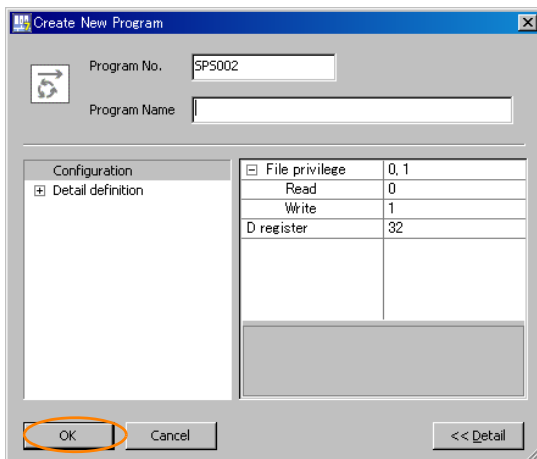 Create New Program
Program No. SPS002
Program Name
Configuration
Detail definition
File privilege 0, 1
Read 0
Write 1
D register 32
OK Cancel << Detail